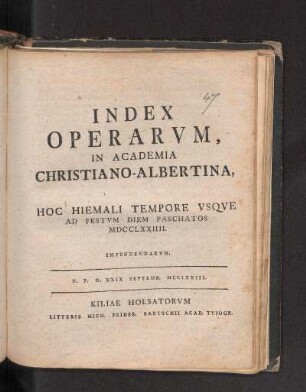 47
INDEX
OPERARVM,
IN ACADEMIA
CHRISTIANO-ALBERTINA,
HOC HIEMALI TEMPORE VSQVE
AD FESTVM DIEM PASCHATOS
MDCCLXXIIII.
IMPENDENDARVM.
P. P. D. XXIX SEPTEMB. MDCCLXXIII.
KILIAE HOLSATORVM
LITTERIS MICH. FRIDER. BARTSCHII ACAD. TYPOGR.